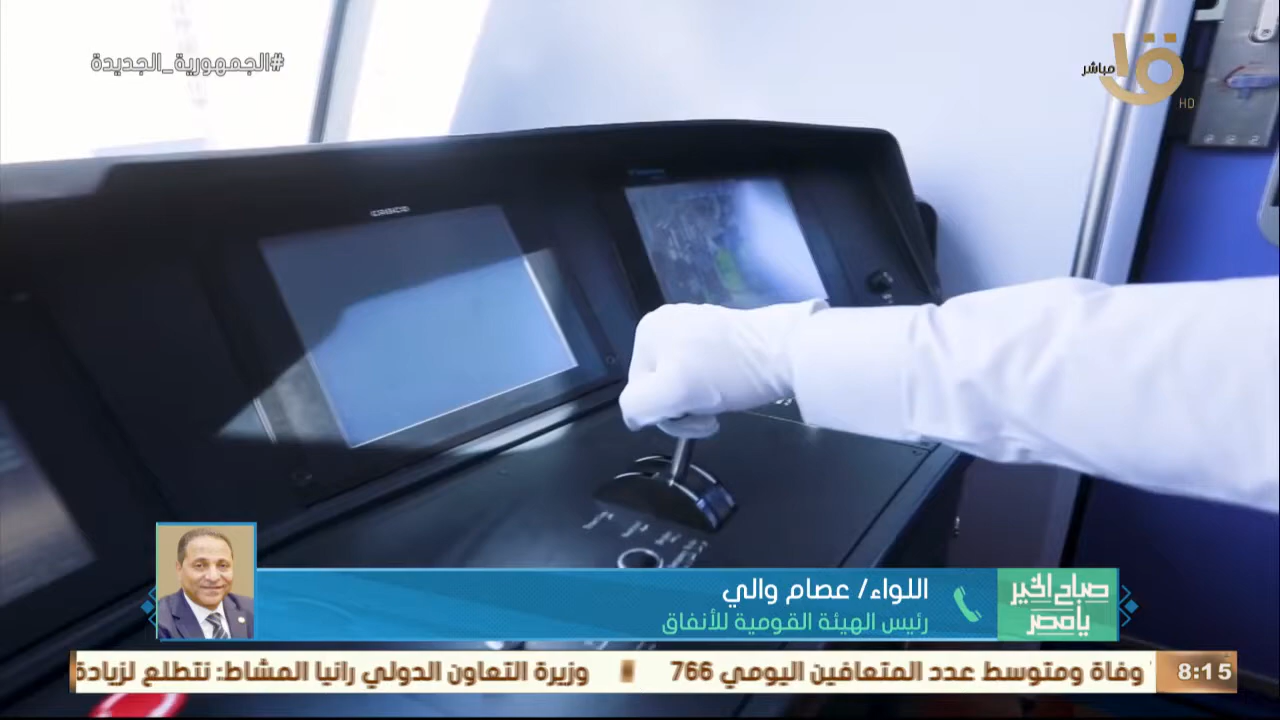 #الجمهورية_الجديدة
مباشر
HD
CASCO
اللواء/ عصام والي
رئيس الهيئة القومية للأنفاق
صباح الخير
يا مصر
8:15
وفاة ومتوسط عدد المتعافين اليومي 766
وزيرة التعاون الدولي رانيا المشاط: نتطلع لزيادة